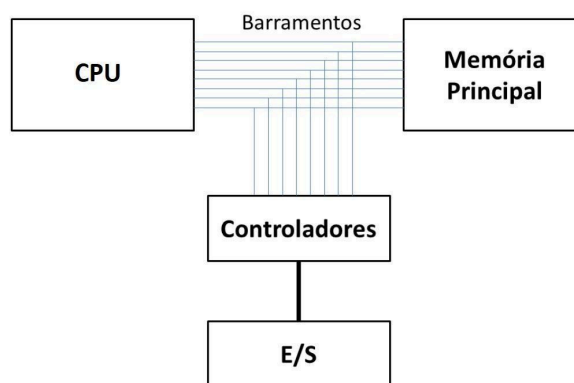 Barramentos
CPU
Memória
Principal
Controladores
E/S